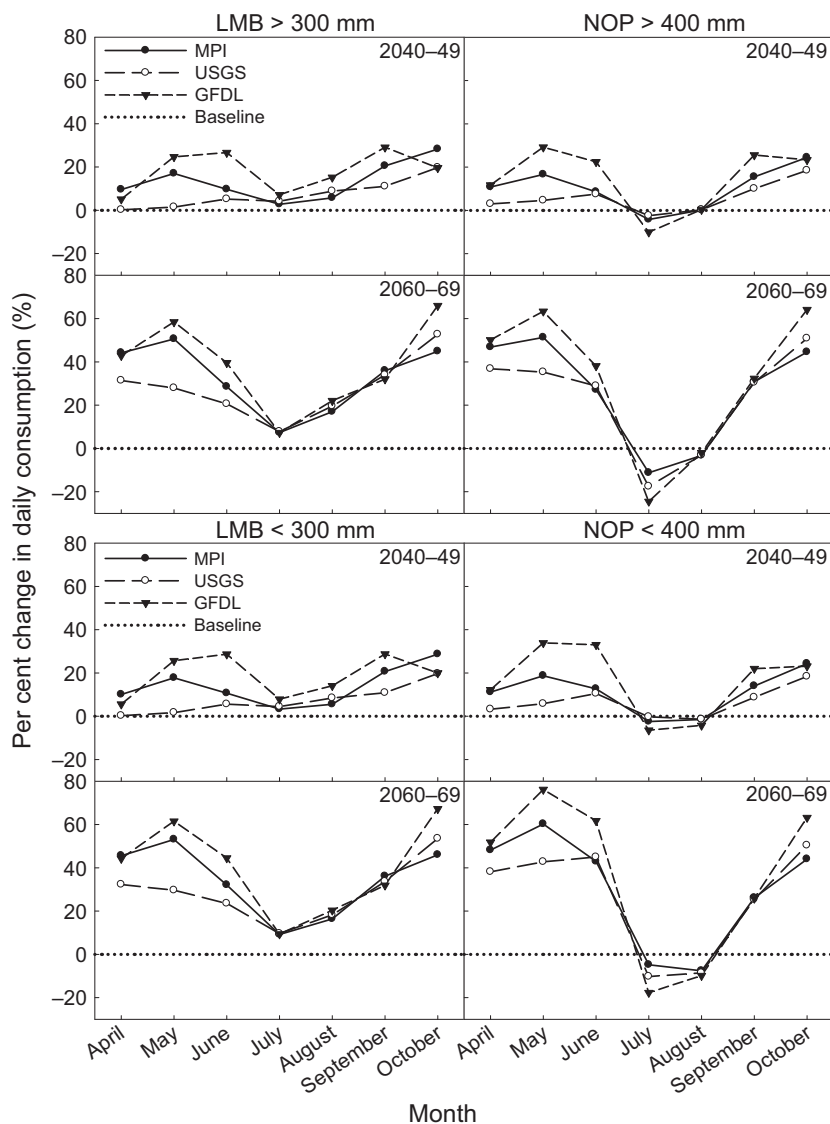 LMB > 300 mm
NOP > 400 mm
80
60
40
20
0
–20
MPI
USGS
GFDL
Baseline
2040–49
2040–49
80
60
40
20
0
–20
2060–69
2060–69
LMB < 300 mm
NOP < 400 mm
80
60
40
20
0
–20
MPI
USGS
GFDL
Baseline
2040–49
2040–49
80
60
40
20
0
–20
2060–69
2060–69
Per cent change in daily consumption (%)
April
May
June
July
August
September
October
April
May
June
July
August
September
October
Month